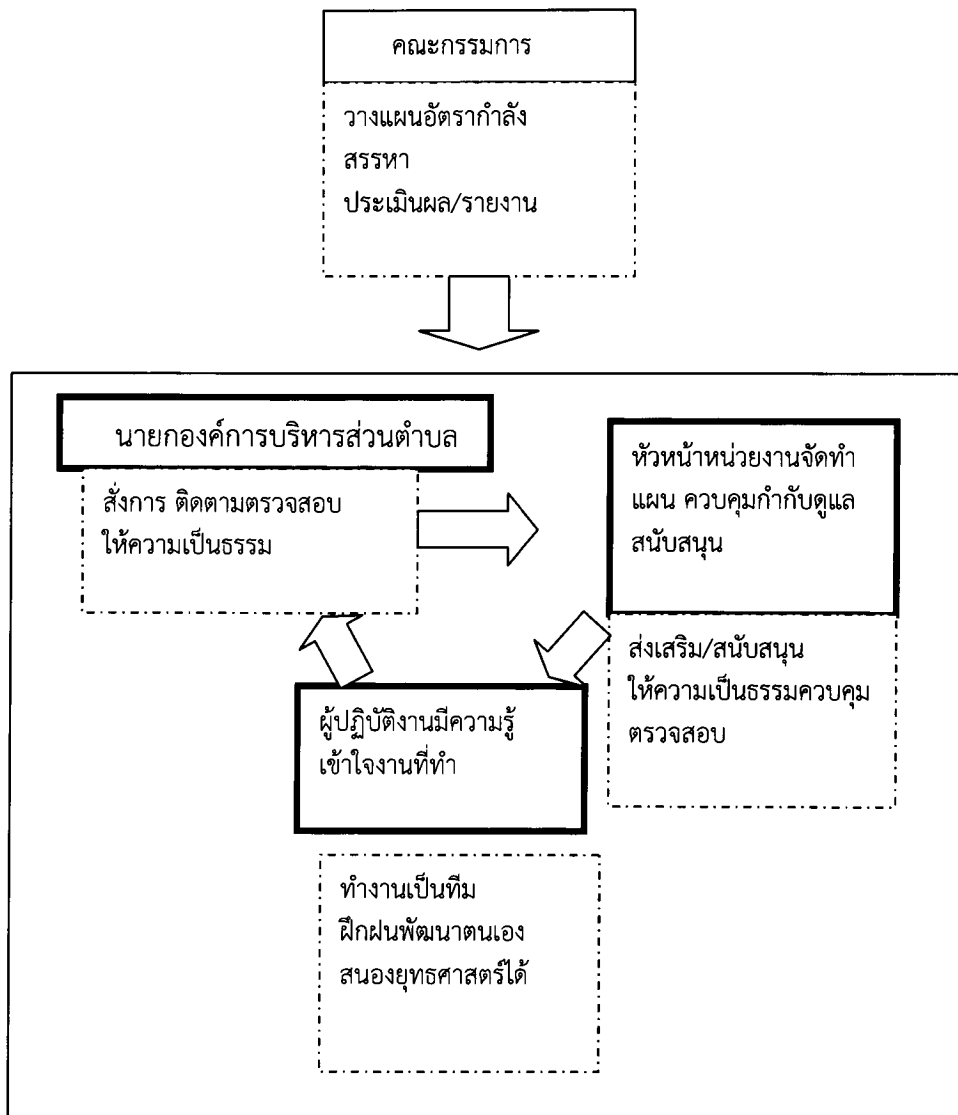 คณะกรรมการ
วางแผนอัตรากำลัง
สรรหา
ประเมินผล/รายงาน
นายกองค์การบริหารส่วนตำบล
สั่งการ ติดตามตรวจสอบ
ให้ความเป็นธรรม
หัวหน้าหน่วยงานจัดทำ
แผน ควบคุมกำกับดูแล
สนับสนุน
ส่งเสริม/สนับสนุน
ให้ความเป็นธรรมควบคุม
ตรวจสอบ
ผู้ปฏิบัติงานมีความรู้
เข้าใจงานที่ทำ
ทำงานเป็นทีม
ฝึกฝนพัฒนาตนเอง
สนองยุทธศาสตร์ได้